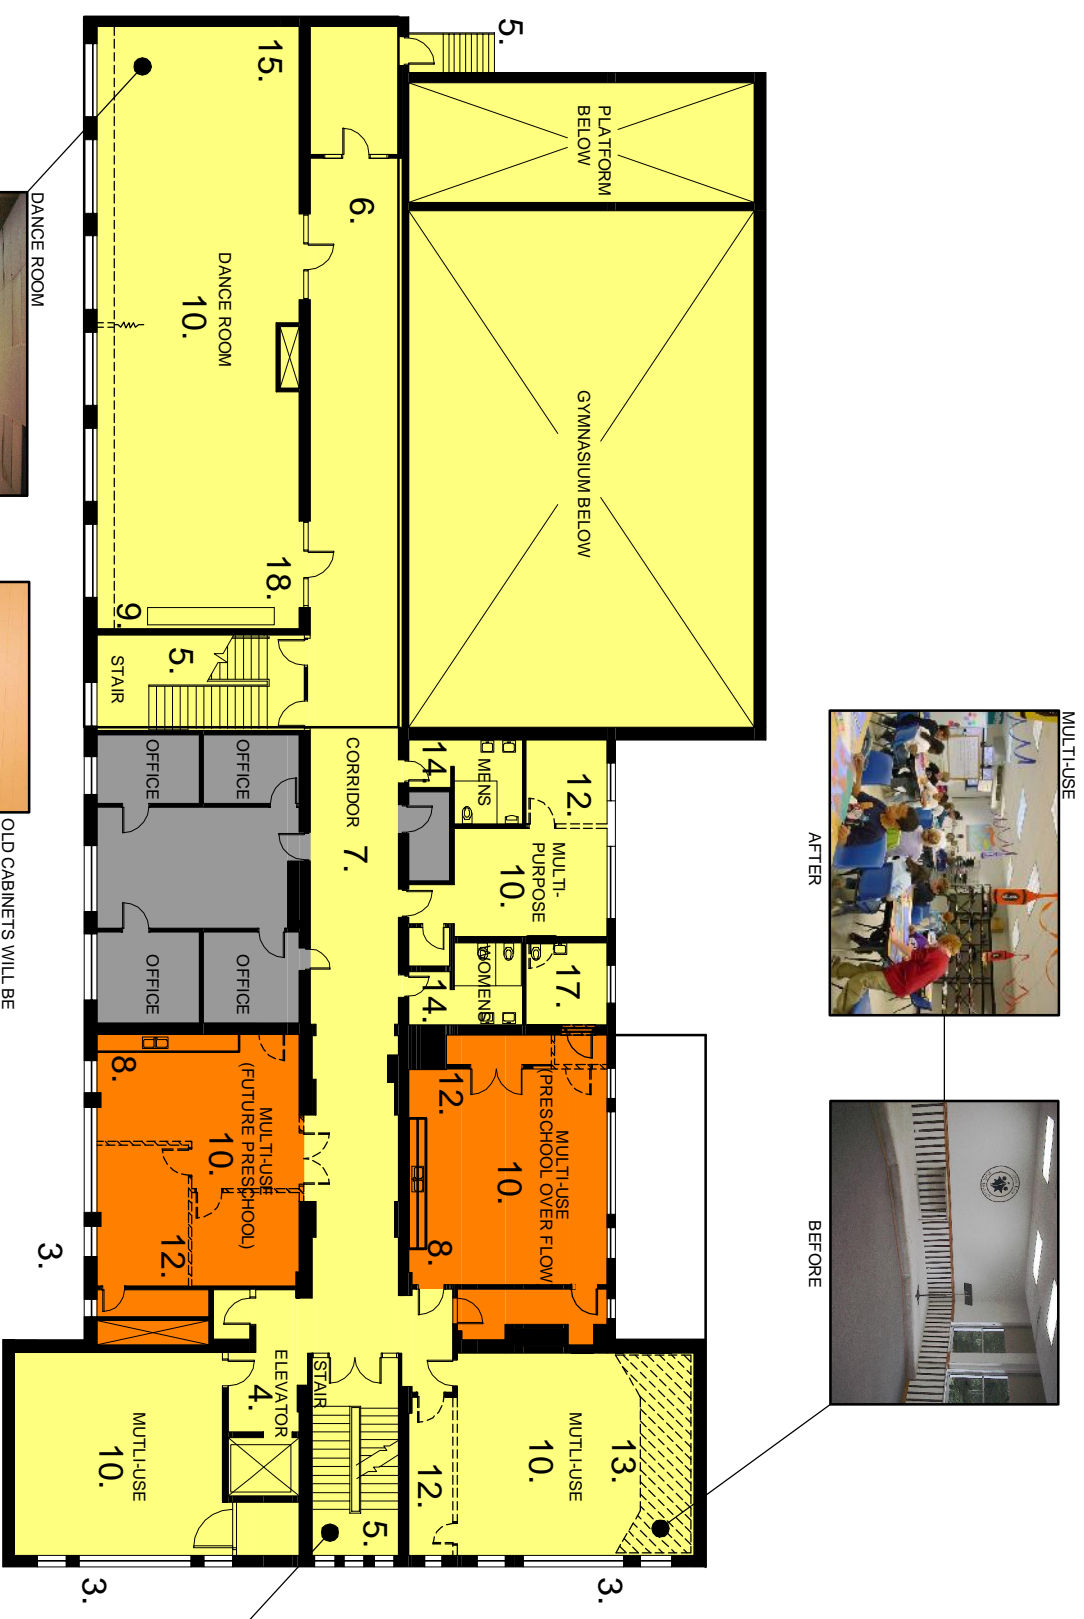 MULTI-USE
AFTER
BEFORE
3.
PLATFORM
BELOW
GYMNASIUM BELOW
12.
MULTI-
PURPOSE
10.
17.
MULTI-USE
(PRESCHOOL OVER FLOW)
10.
13.
MUTLI-USE
10.
5.
MENS
WOMENS
14.
14.
12.
8.
12.
6.
CORRIDOR
7.
STAIR
5.
15.
18.
DANCE ROOM
10.
9.
5.
STAIR
OFFICE
OFFICE
OFFICE
OFFICE
MULTI-USE
(FUTURE PRESCHOOL)
10.
12.
8.
ELEVATOR
4.
MUTLI-USE
10.
3.
3.
DANCE ROOM
OLD CABINETS WILL BE